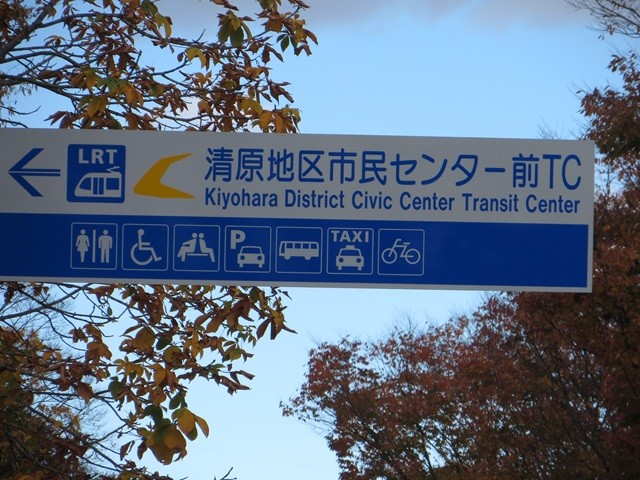 LRT
清原地区市民センター前TC
Kiyohara District Civic Center Transit Center
P
TAXI